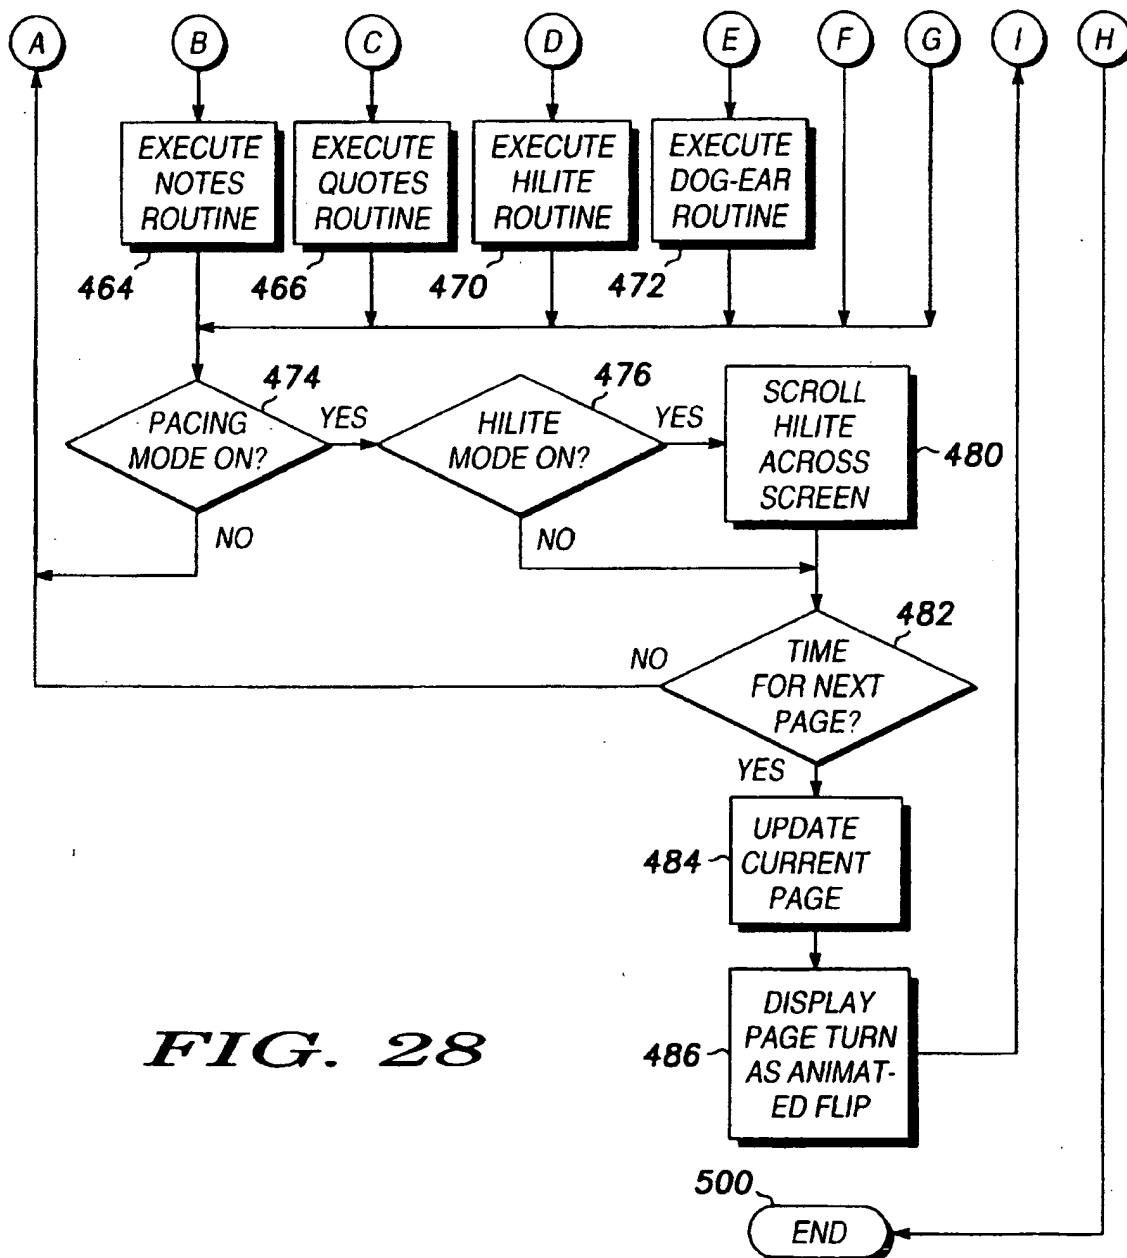 A B C D E F G I H
EXECUTE
NOTES
ROUTINE
464
EXECUTE
QUOTES
ROUTINE
466
EXECUTE
HILITE
ROUTINE
470
EXECUTE
DOG-EAR
ROUTINE
472
474
PACING
MODE ON?
YES
NO
476
HILITE
MODE ON?
YES
NO
SCROLL
HILITE
ACROSS
SCREEN
480
482
TIME
FOR NEXT
PAGE?
NO
YES
484
UPDATE
CURRENT
PAGE
486
DISPLAY
PAGE TURN
AS ANIMAT-
ED FLIP
FIG. 28
500
END